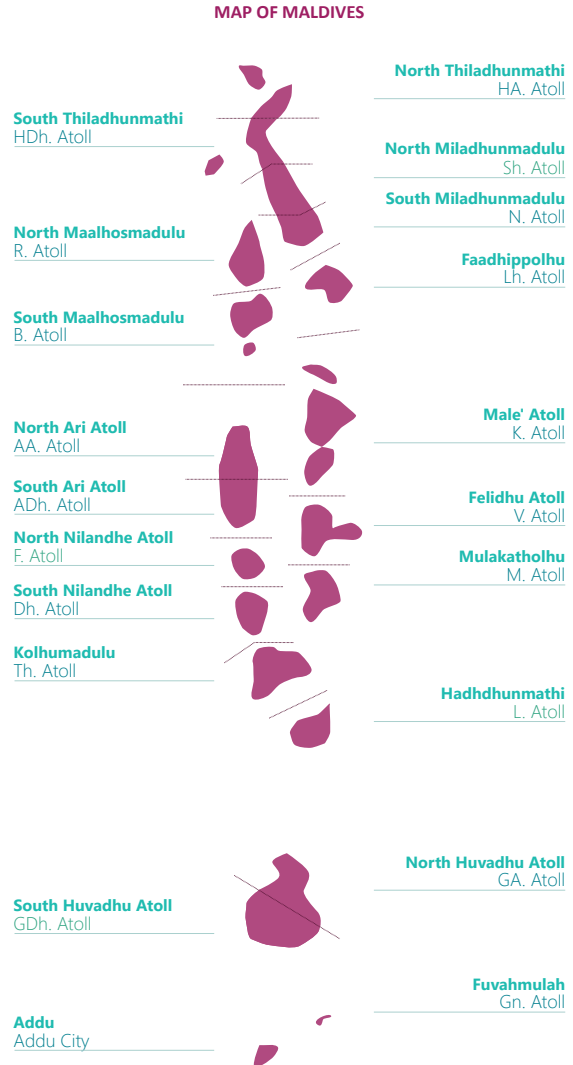 MAP OF MALDIVES
North Thiladhunmathi
HA. Atoll
South Thiladhunmathi
HDh. Atoll
North Miladhunmadulu
Sh. Atoll
South Miladhunmadulu
N. Atoll
North Maalhosmadulu
R. Atoll
Faadhippolhu
Lh. Atoll
South Maalhosmadulu
B. Atoll
Male' Atoll
K. Atoll
North Ari Atoll
AA. Atoll
South Ari Atoll
ADh. Atoll
Felidhu Atoll
V. Atoll
North Nilandhe Atoll
F. Atoll
Mulakatholhu
M. Atoll
South Nilandhe Atoll
Dh. Atoll
Kolhumadulu
Th. Atoll
Hadhdhunmathi
L. Atoll
North Huvadhu Atoll
GA. Atoll
South Huvadhu Atoll
GDh. Atoll
Fuvahmulah
Gn. Atoll
Addu
Addu City